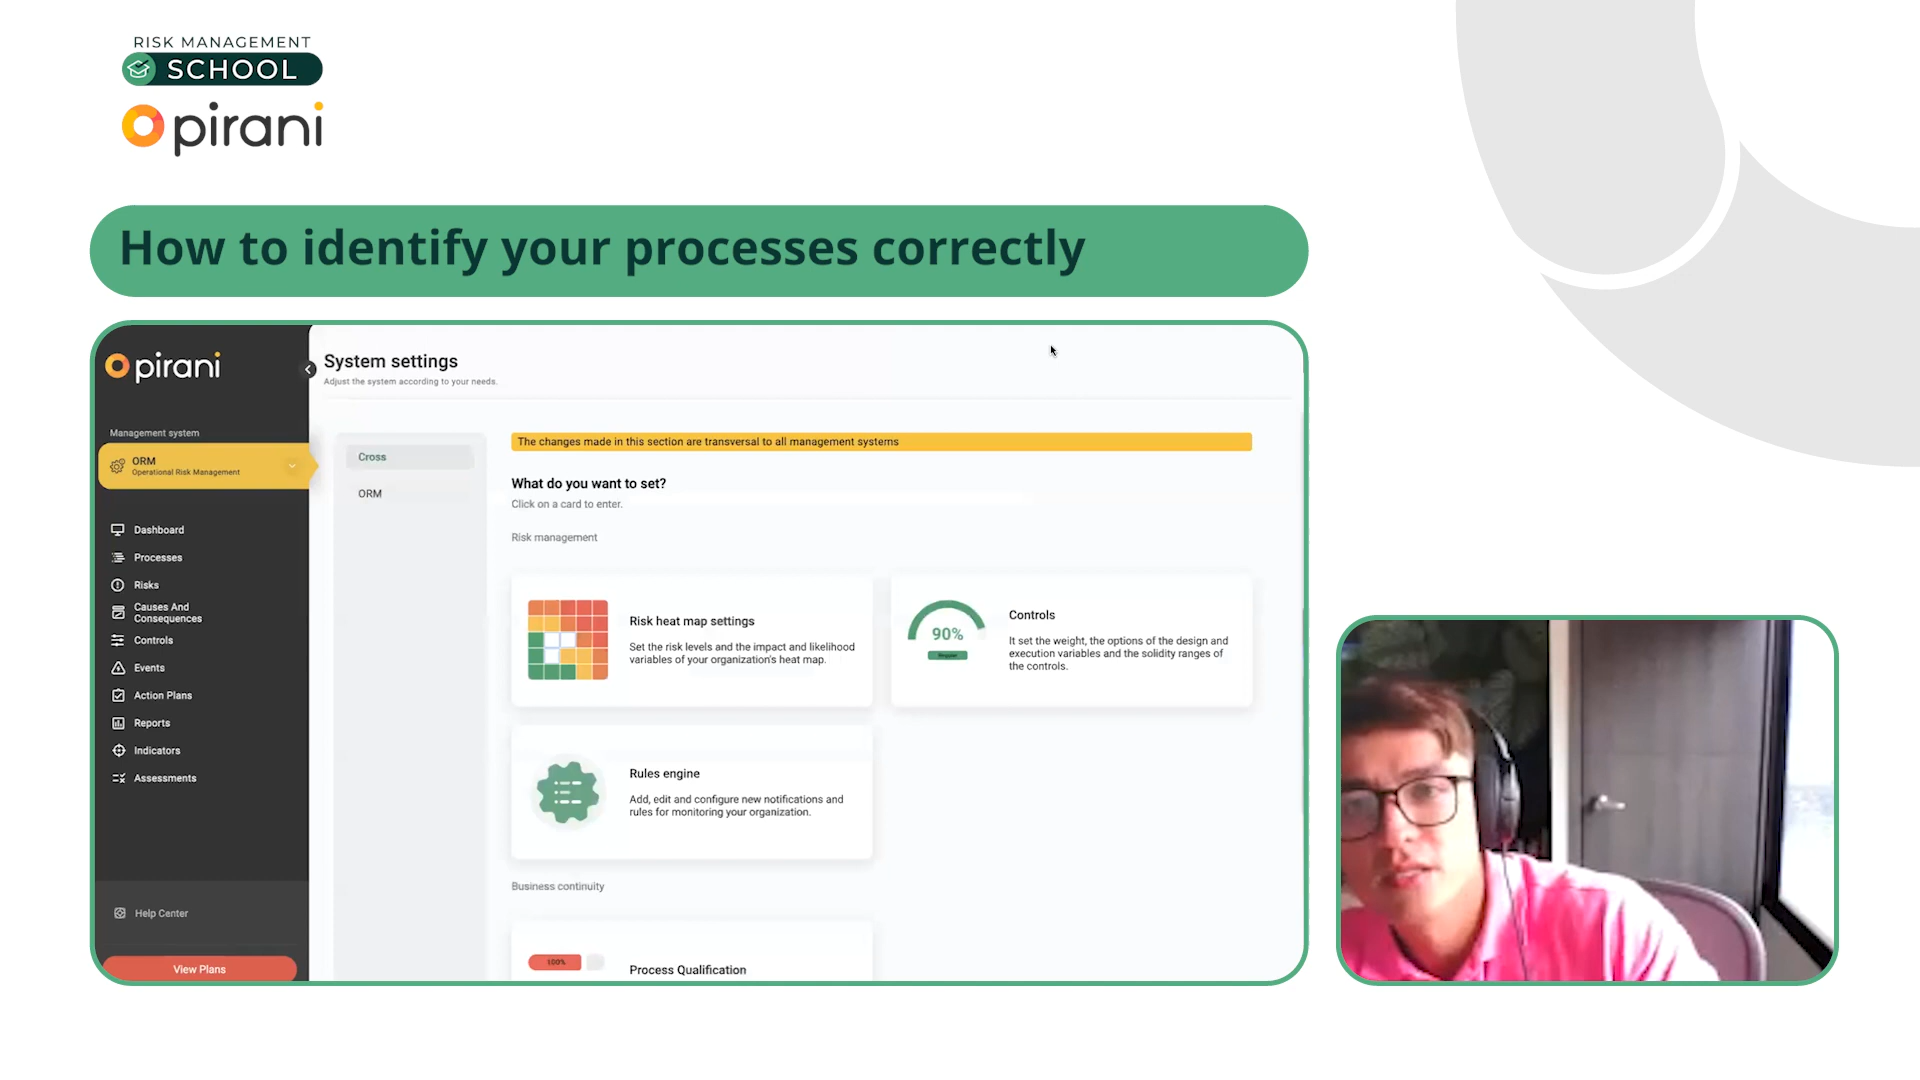 RISK MANAGEMENT
SCHOOL
pirani
How to identify your processes correctly
pirani
Management system
ORM
Operational Risk Management
Dashboard
Processes
Risks
Causes And
Consequences
Controls
Events
Action Plans
Reports
Indicators
Assessments
Help Center
View Plans
System settings
Adjust the system according to your needs.
Cross
ORM
The changes made in this section are transversal to all management systems
What do you want to set?
Click on a card to enter.
Risk management
Risk heat map settings
Set the risk levels and the impact and likelihood
variables of your organization's heat map.
90%
Regular
Controls
It set the weight, the options of the design and
execution variables and the solidity ranges of
the controls.
Rules engine
Add, edit and configure new notifications and
rules for monitoring your organization.
Business continuity
100%
Process Qualification